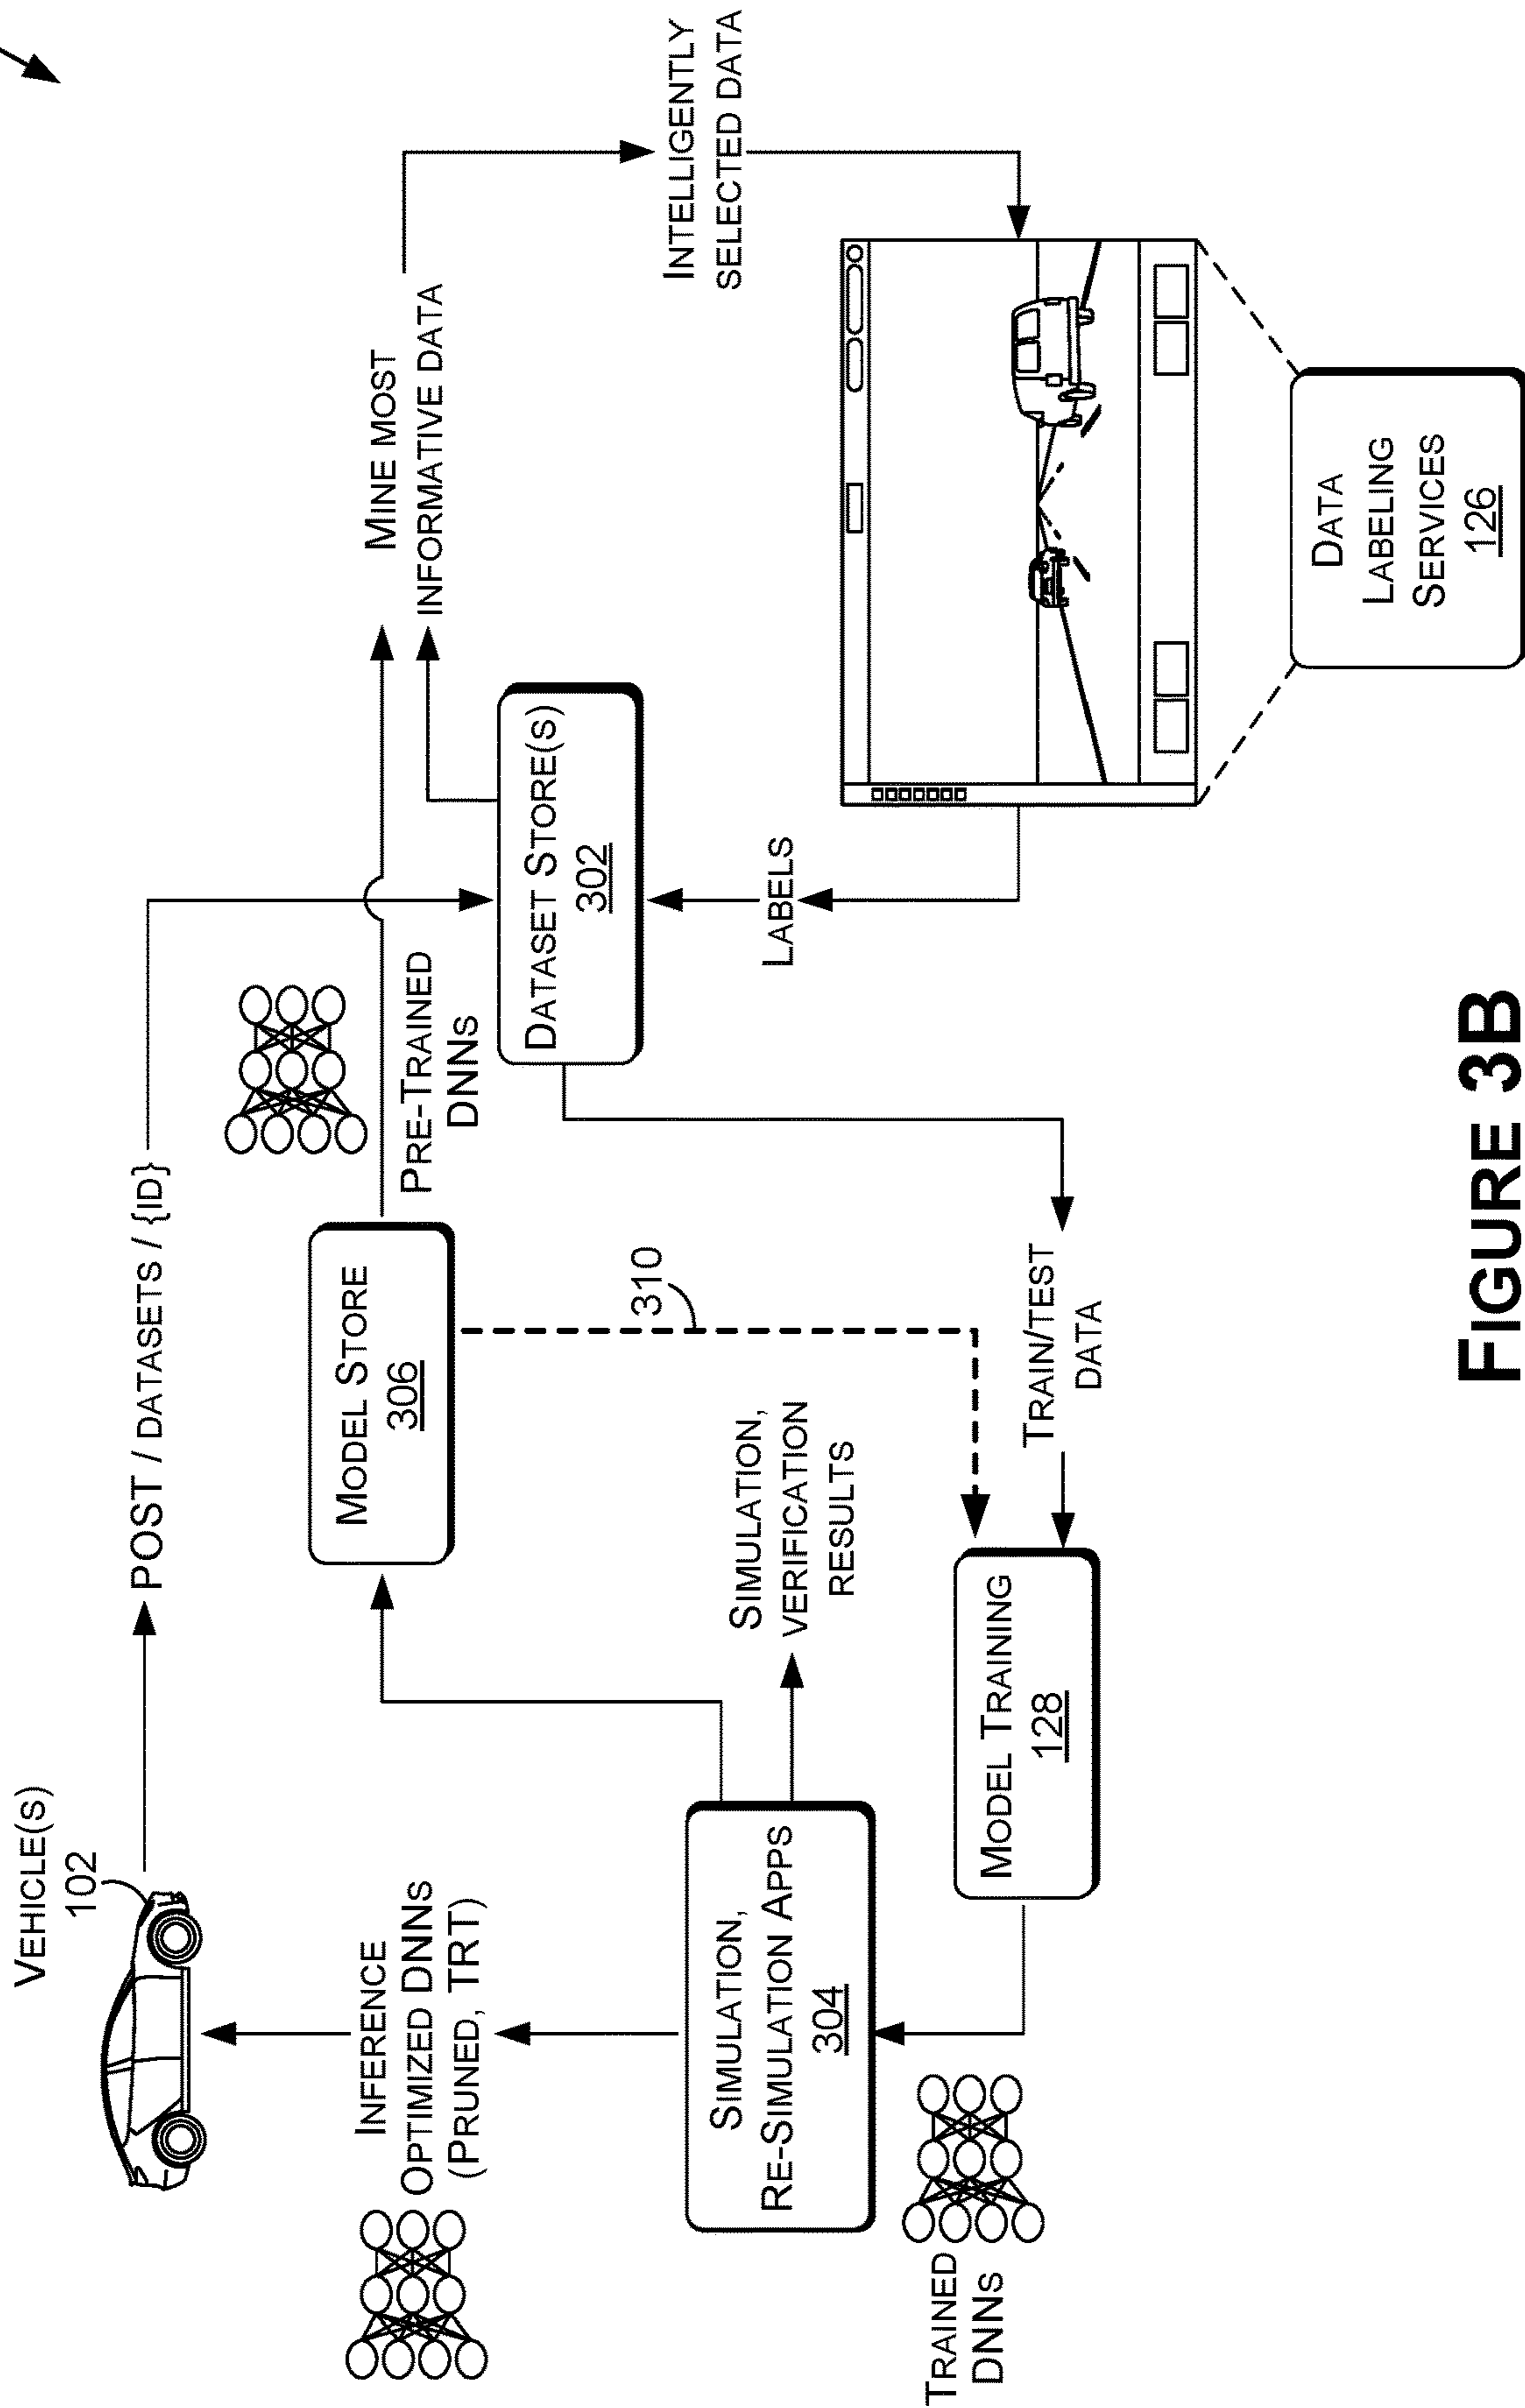 VEHICLE(S)
102
POST / DATASETS / {ID}
INFERENCE
OPTIMIZED DNNS
(PRUNED, TRT)
MODEL STORE
306
PRE-TRAINED
DNNS
MINE MOST
INFORMATIVE DATA
DATASET STORE(S)
302
INTELLIGENTLY
SELECTED DATA
310
SIMULATION,
RE-SIMULATION APPS
304
SIMULATION,
VERIFICATION
RESULTS
LABELS
TRAINED
DNNS
MODEL TRAINING
128
TRAIN/TEST
DATA
DATA
LABELING
SERVICES
126
FIGURE 3B